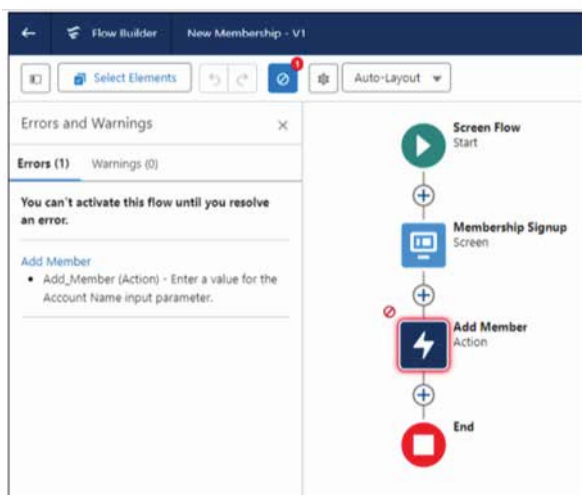 Flow Builder
New Membership - V1
Select Elements
1
Auto-Layout
Errors and Warnings
Errors (1)
Warnings (0)
You can't activate this flow until you resolve
an error.
Add Member
• Add_Member (Action) - Enter a value for the
Account Name input parameter.
Screen Flow
Start
Membership Signup
Screen
Add Member
Action
End